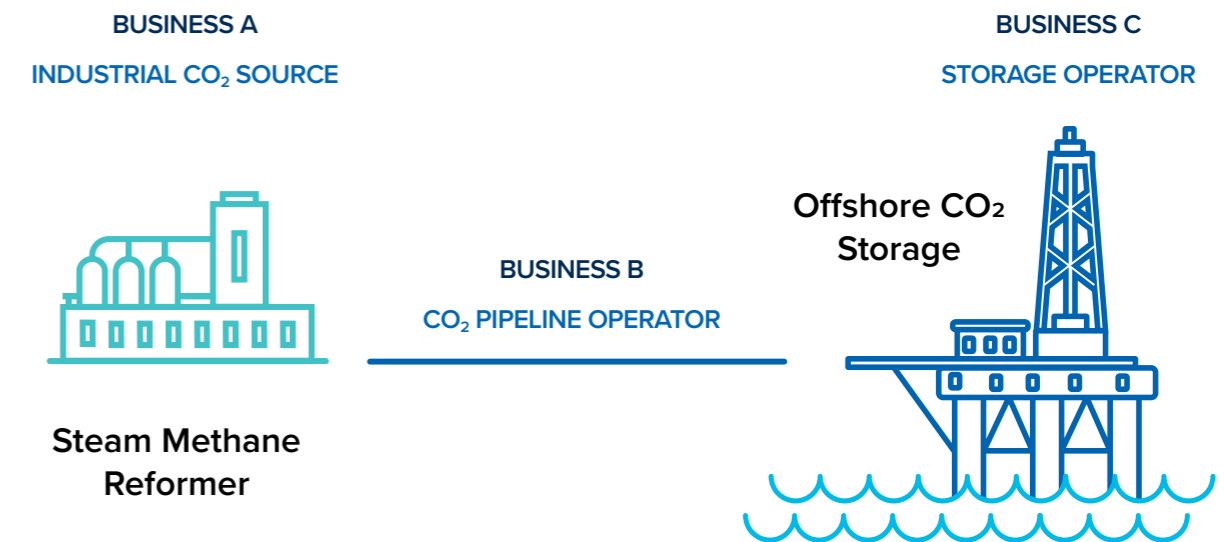 BUSINESS A
INDUSTRIAL CO₂ SOURCE
BUSINESS C
STORAGE OPERATOR
Offshore CO₂
Storage
BUSINESS B
CO₂ PIPELINE OPERATOR
Steam Methane
Reformer